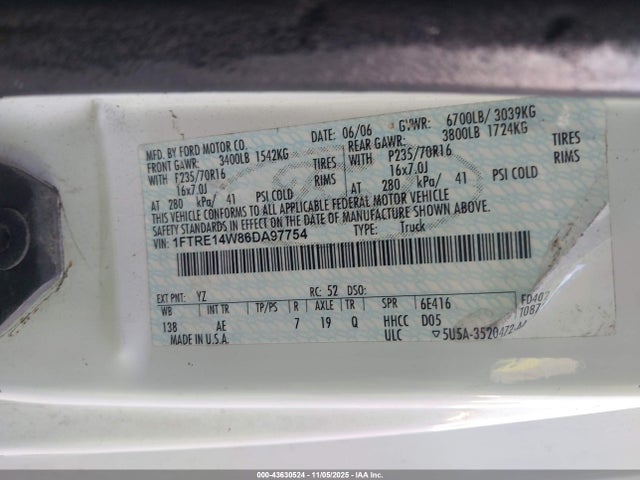 MFD. BY FORD MOTOR CO. DATE: 06/06 GVWR: 6700LB/ 3039KG
FRONT GAWR: 3400LB 1542KG REAR GAWR: 3800LB 1724KG
WITH P235/70R16 TIRES WITH P235/70R16 TIRES
16x7.0J RIMS 16x7.0J RIMS
AT 280 kPa/ 41 PSI COLD AT 280 kPa/ 41 PSI COLD
THIS VEHICLE CONFORMS TO ALL APPLICABLE FEDERAL MOTOR VEHICLE
SAFETY STANDARDS IN EFFECT ON THE DATE OF MANUFACTURE SHOWN ABOVE.
VIN: 1FTRE14W86DA97754 TYPE: Truck
EXT PNT: YZ RC: 52 DSO:
WB INT TR TP/PS R AXLE TR SPR 6E416
138 AE 7 19 Q HHCC D05
MADE IN U.S.A. ULC 5U5A-3520472-
000-43630524 | 11/05/2025 | IAA Inc.